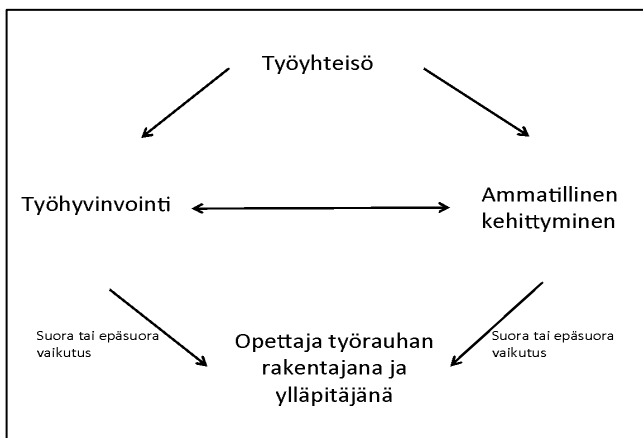 Työyhteisö
Työhyvinvointi
Ammatillinen
kehittyminen
Suora tai epäsuora
vaikutus
Opettaja työrauhan
rakentajana ja
ylläpitäjänä
Suora tai epäsuora
vaikutus